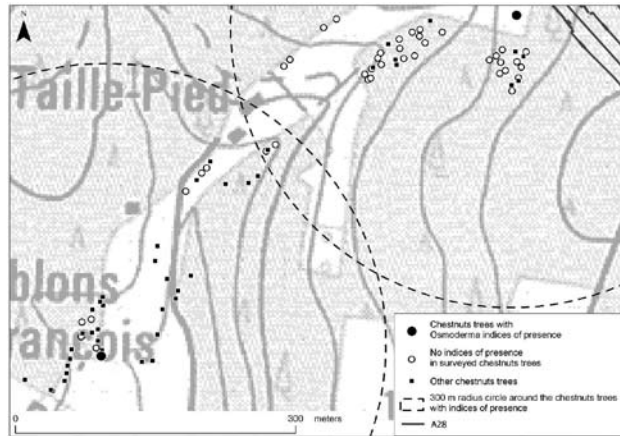 N
Taille-Pied
blons
rançois
Chestnuts trees with
Osmoderma indices of presence
No indices of presence
in surveyed chestnuts trees
Other chestnuts trees
300 m radius circle around the chestnuts trees
with indices of presence
A28
0 300 meters